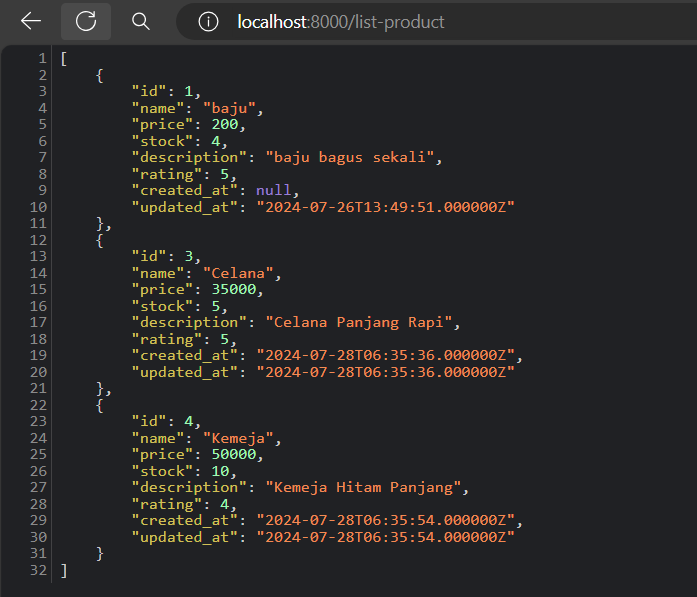 localhost:8000/list-product
1 [
2     {
3         "id": 1,
4         "name": "baju",
5         "price": 200,
6         "stock": 4,
7         "description": "baju bagus sekali",
8         "rating": 5,
9         "created_at": null,
10         "updated_at": "2024-07-26T13:49:51.000000Z"
11     },
12     {
13         "id": 3,
14         "name": "Celana",
15         "price": 35000,
16         "stock": 5,
17         "description": "Celana Panjang Rapi",
18         "rating": 5,
19         "created_at": "2024-07-28T06:35:36.000000Z",
20         "updated_at": "2024-07-28T06:35:36.000000Z"
21     },
22     {
23         "id": 4,
24         "name": "Kemeja",
25         "price": 50000,
26         "stock": 10,
27         "description": "Kemeja Hitam Panjang",
28         "rating": 4,
29         "created_at": "2024-07-28T06:35:54.000000Z",
30         "updated_at": "2024-07-28T06:35:54.000000Z"
31     }
32 ]